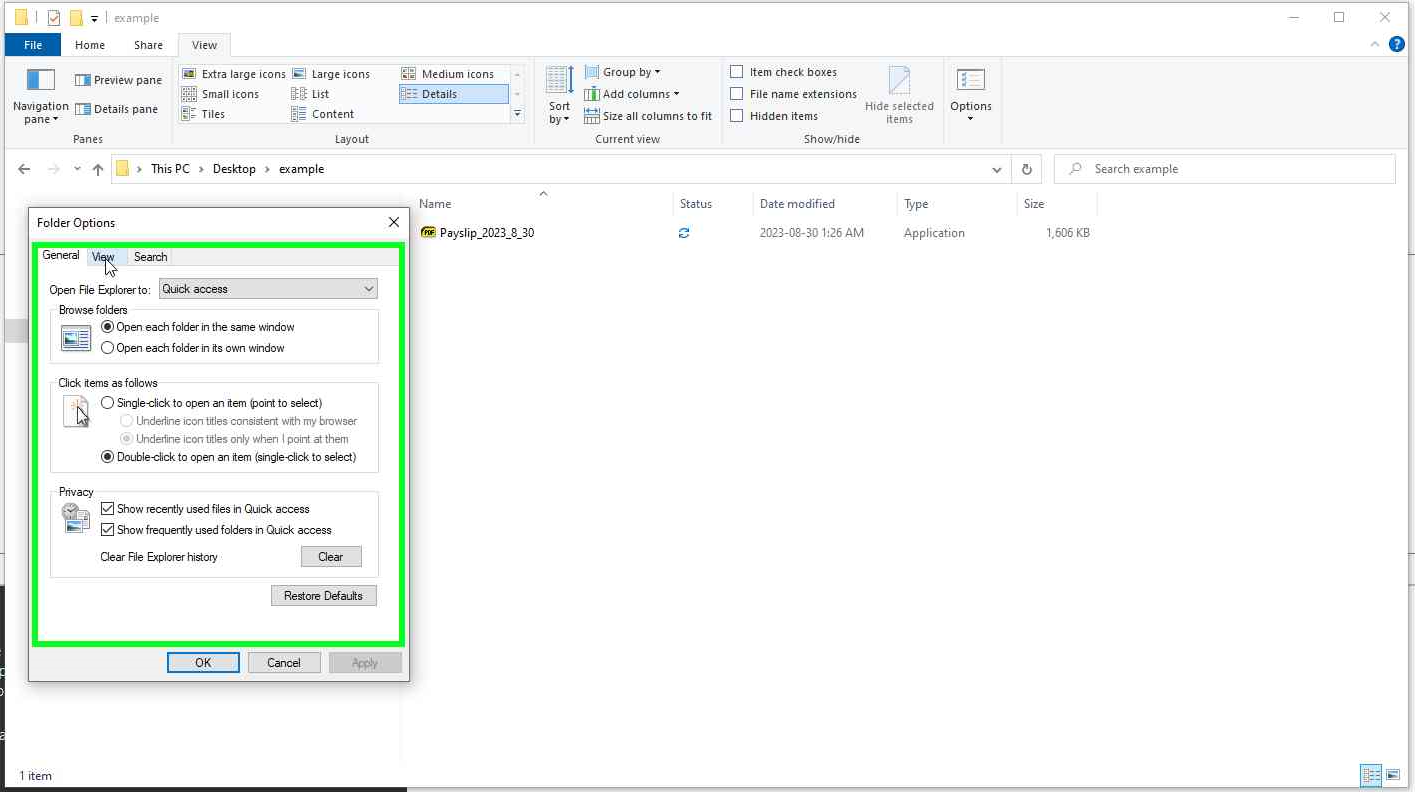 example
File Home Share View
Navigation pane
Preview pane
Details pane
Panes
Extra large icons Large icons Medium icons
Small icons List Details
Tiles Content
Layout
Sort by
Group by
Add columns
Size all columns to fit
Current view
Item check boxes
File name extensions
Hidden items
Hide selected items
Show/hide
Options
This PC > Desktop > example
Search example
Name Status Date modified Type Size
PDF Payslip_2023_8_30 2023-08-30 1:26 AM Application 1,606 KB
Folder Options
General View Search
Open File Explorer to: Quick access
Browse folders
Open each folder in the same window
Open each folder in its own window
Click items as follows
Single-click to open an item (point to select)
Underline icon titles consistent with my browser
Underline icon titles only when I point at them
Double-click to open an item (single-click to select)
Privacy
Show recently used files in Quick access
Show frequently used folders in Quick access
Clear File Explorer history Clear
Restore Defaults
OK Cancel Apply
1 item